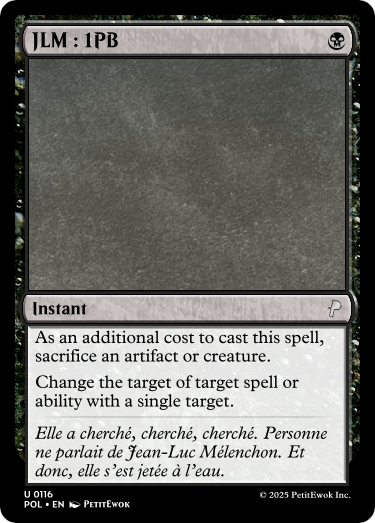 JLM : 1PB
Instant
As an additional cost to cast this spell,
sacrifice an artifact or creature.
Change the target of target spell or
ability with a single target.
Elle a cherché, cherché, cherché. Personne
ne parlait de Jean-Luc Mélenchon. Et
donc, elle s'est jetée à l'eau.
U 0116
POL • EN PetitEwok
© 2025 PetitEwok Inc.